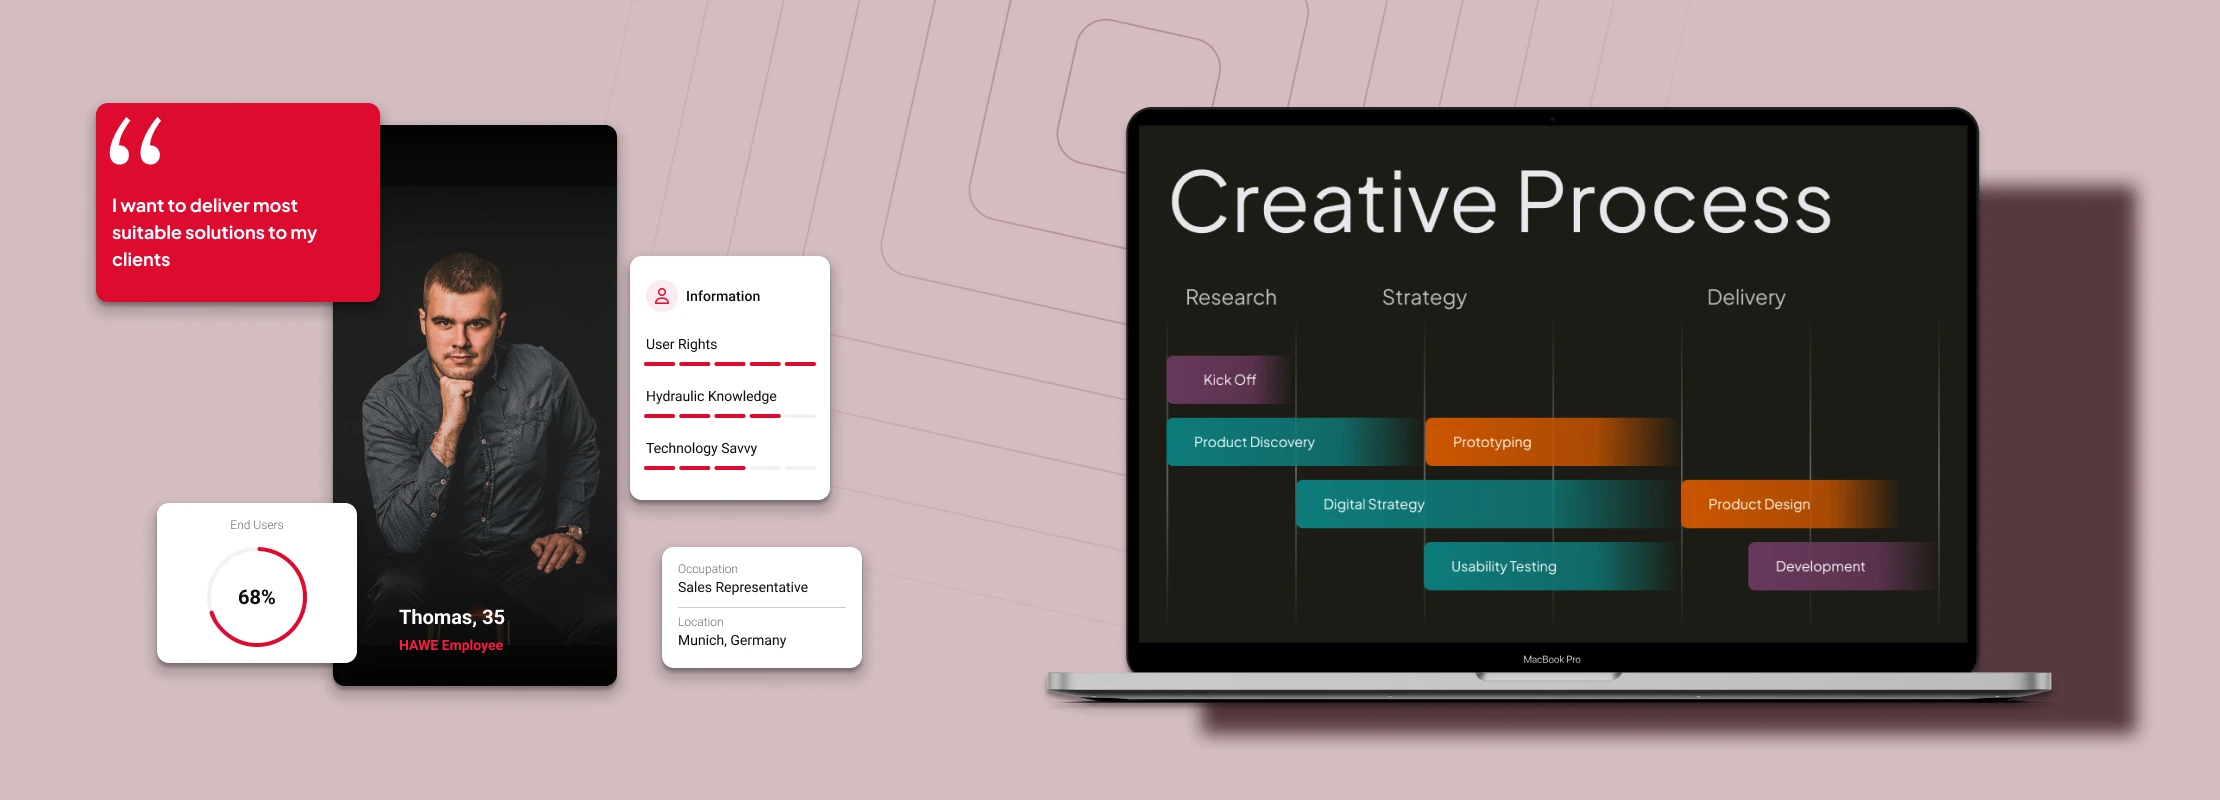 “
I want to deliver most
suitable solutions to my
clients
End Users
68%
Thomas, 35
HAWE Employee
Information
User Rights
Hydraulic Knowledge
Technology Savvy
Occupation
Sales Representative
Location
Munich, Germany
Creative Process
Research Strategy Delivery
Kick Off
Product Discovery Prototyping
Digital Strategy Product Design
Usability Testing Development
MacBook Pro